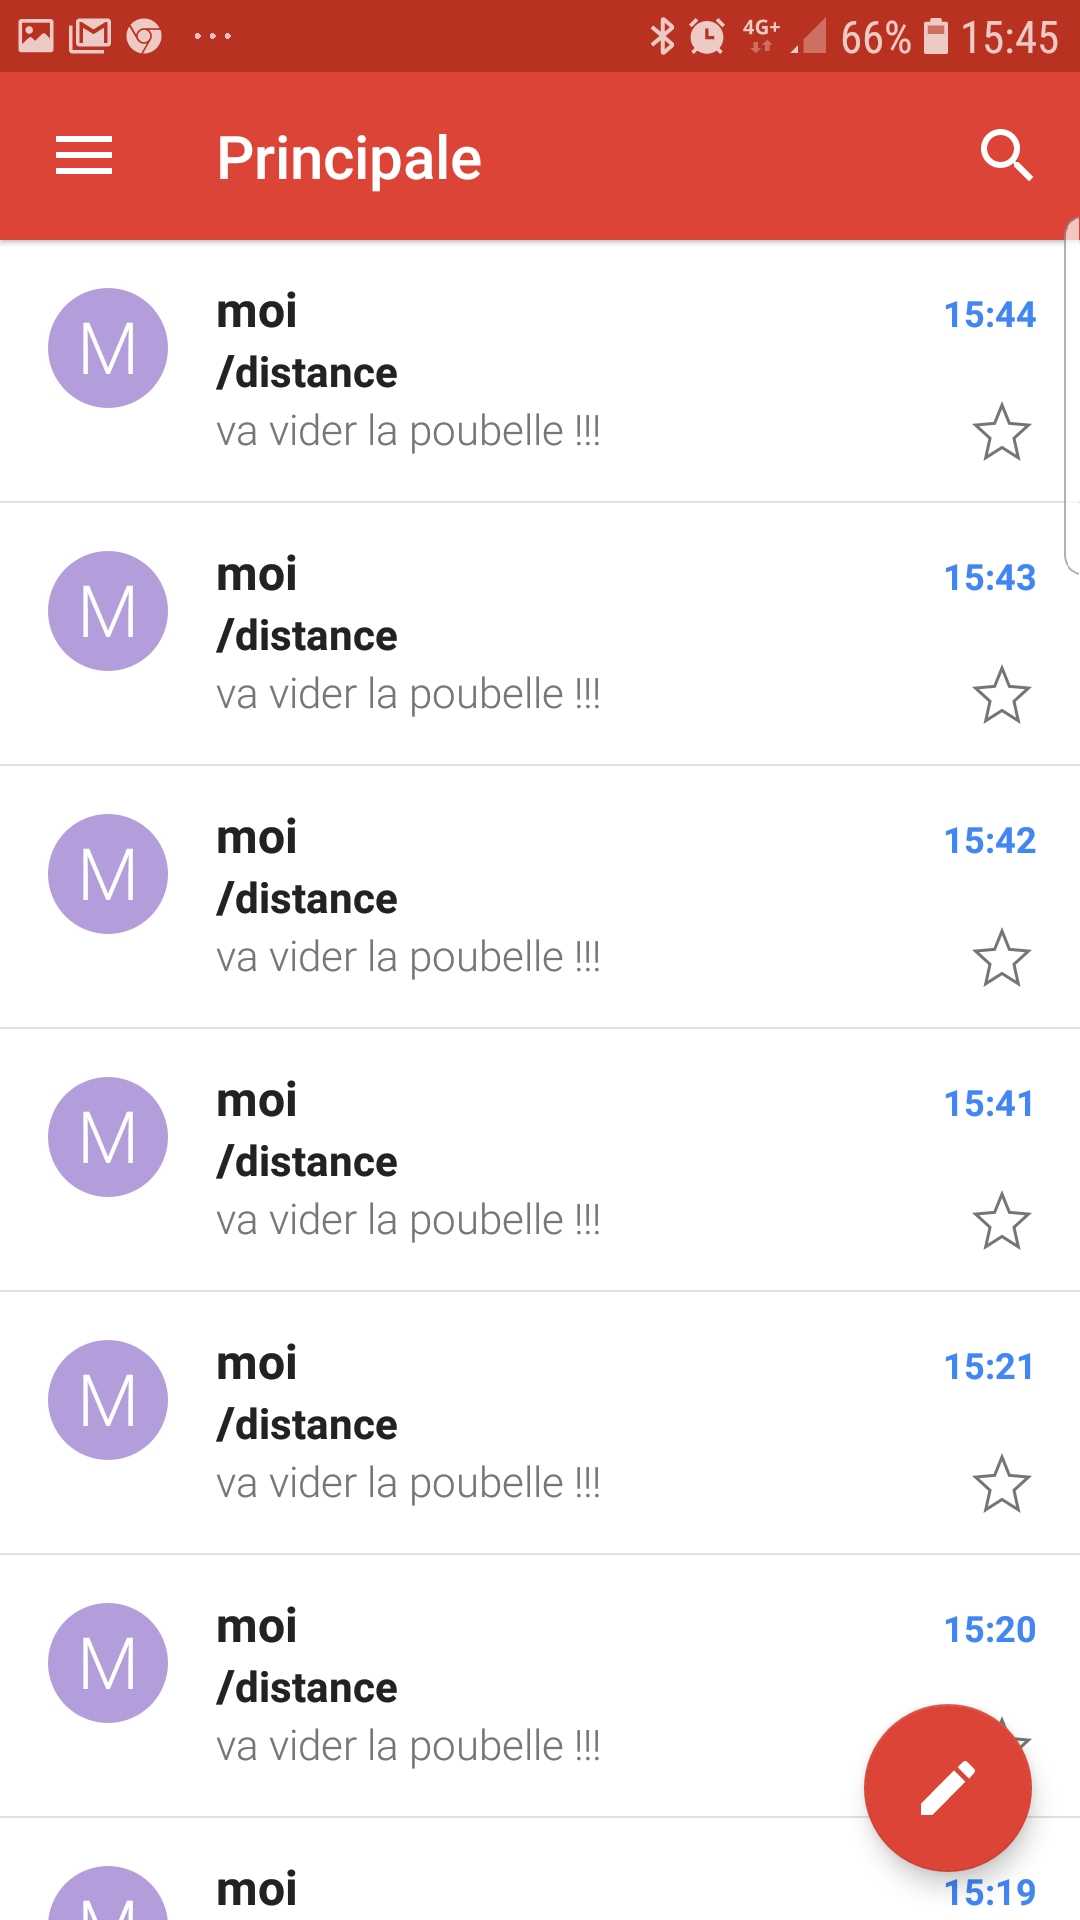 4G+ 66% 15:45
Principale
M moi 15:44
/distance
va vider la poubelle !!!
M moi 15:43
/distance
va vider la poubelle !!!
M moi 15:42
/distance
va vider la poubelle !!!
M moi 15:41
/distance
va vider la poubelle !!!
M moi 15:21
/distance
va vider la poubelle !!!
M moi 15:20
/distance
va vider la poubelle !!!
M moi 15:19